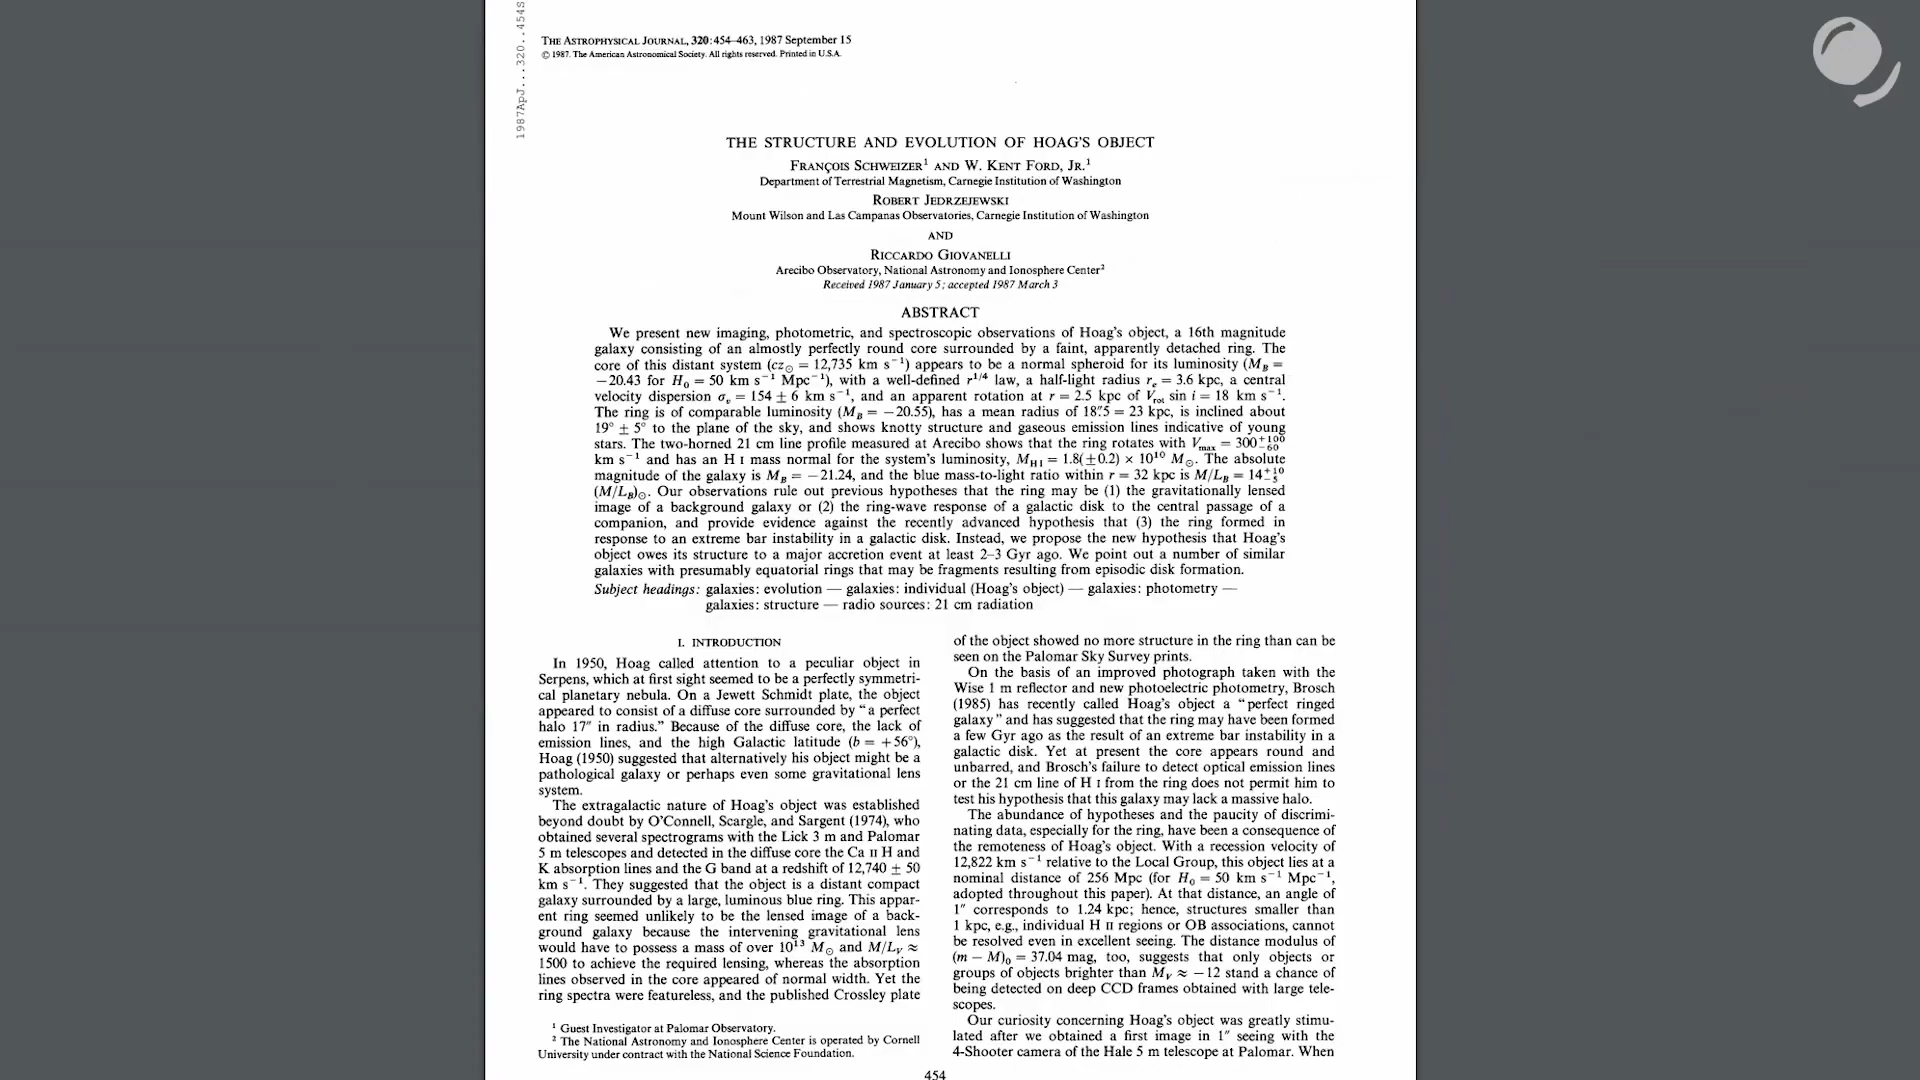 1987ApJ...320..454S
THE ASTROPHYSICAL JOURNAL, 320:454–463, 1987 September 15
© 1987. The American Astronomical Society. All rights reserved. Printed in U.S.A.
THE STRUCTURE AND EVOLUTION OF HOAG'S OBJECT
FRANÇOIS SCHWEIZER¹ AND W. KENT FORD, JR.¹
Department of Terrestrial Magnetism, Carnegie Institution of Washington
ROBERT JEDRZEJEWSKI
Mount Wilson and Las Campanas Observatories, Carnegie Institution of Washington
AND
RICCARDO GIOVANELLI
Arecibo Observatory, National Astronomy and Ionosphere Center²
Received 1987 January 5; accepted 1987 March 3
ABSTRACT
We present new imaging, photometric, and spectroscopic observations of Hoag's object, a 16th magnitude
galaxy consisting of an almost perfectly round core surrounded by a faint, apparently detached ring. The
core of this distant system (cz⊙ = 12,735 km s⁻¹) appears to be a normal spheroid for its luminosity (M_B =
−20.43 for H₀ = 50 km s⁻¹ Mpc⁻¹), with a well-defined r^1/4 law, a half-light radius r_e = 3.6 kpc, a central
velocity dispersion σ_v = 154 ± 6 km s⁻¹, and an apparent rotation at r = 2.5 kpc of V_rot sin i = 18 km s⁻¹.
The ring is of comparable luminosity (M_B = −20.55), has a mean radius of 18″.5 = 23 kpc, is inclined about
19° ± 5° to the plane of the sky, and shows knotty structure and gaseous emission lines indicative of young
stars. The two-horned 21 cm line profile measured at Arecibo shows that the ring rotates with V_max = 300 +100 −60
km s⁻¹ and has an H I mass normal for the system's luminosity, M_HI = 1.8(±0.2) × 10¹⁰ M⊙. The absolute
magnitude of the galaxy is M_B = −21.24, and the blue mass-to-light ratio within r = 32 kpc is M/L_B = 14 +10 −5
(M/L_B)⊙. Our observations rule out previous hypotheses that the ring may be (1) the gravitationally lensed
image of a background galaxy or (2) the ring-wave response of a galactic disk to the central passage of a
companion, and provide evidence against the recently advanced hypothesis that (3) the ring formed in
response to an extreme bar instability in a galactic disk. Instead, we propose the new hypothesis that Hoag's
object owes its structure to a major accretion event at least 2–3 Gyr ago. We point out a number of similar
galaxies with presumably equatorial rings that may be fragments resulting from episodic disk formation.
Subject headings: galaxies: evolution — galaxies: individual (Hoag's object) — galaxies: photometry —
galaxies: structure — radio sources: 21 cm radiation
I. INTRODUCTION
In 1950, Hoag called attention to a peculiar object in
Serpens, which at first sight seemed to be a perfectly symmetri-
cal planetary nebula. On a Jewett Schmidt plate, the object
appeared to consist of a diffuse core surrounded by "a perfect
halo 17″ in radius." Because of the diffuse core, the lack of
emission lines, and the high Galactic latitude (b = +56°),
Hoag (1950) suggested that alternatively his object might be a
pathological galaxy or perhaps even some gravitational lens
system.
The extragalactic nature of Hoag's object was established
beyond doubt by O'Connell, Scargle, and Sargent (1974), who
obtained several spectrograms with the Lick 3 m and Palomar
5 m telescopes and detected in the diffuse core the Ca II H and
K absorption lines and the G band at a redshift of 12,740 ± 50
km s⁻¹. They suggested that the object is a distant compact
galaxy surrounded by a large, luminous blue ring. This appar-
ent ring seemed unlikely to be the lensed image of a back-
ground galaxy because the intervening gravitational lens
would have to possess a mass of over 10¹³ M⊙ and M/L_V ≈
1500 to achieve the required lensing, whereas the absorption
lines observed in the core appeared of normal width. Yet the
ring spectra were featureless, and the published Crossley plate
¹ Guest Investigator at Palomar Observatory.
² The National Astronomy and Ionosphere Center is operated by Cornell
University under contract with the National Science Foundation.
of the object showed no more structure in the ring than can be
seen on the Palomar Sky Survey prints.
On the basis of an improved photograph taken with the
Wise 1 m reflector and new photoelectric photometry, Brosch
(1985) has recently called Hoag's object a "perfect ringed
galaxy" and has suggested that the ring may have been formed
a few Gyr ago as the result of an extreme bar instability in a
galactic disk. Yet at present the core appears round and
unbarred, and Brosch's failure to detect optical emission lines
or the 21 cm line of H I from the ring does not permit him to
test his hypothesis that this galaxy may lack a massive halo.
The abundance of hypotheses and the paucity of discrimi-
nating data, especially for the ring, have been a consequence of
the remoteness of Hoag's object. With a recession velocity of
12,822 km s⁻¹ relative to the Local Group, this object lies at a
nominal distance of 256 Mpc (for H₀ = 50 km s⁻¹ Mpc⁻¹,
adopted throughout this paper). At that distance, an angle of
1″ corresponds to 1.24 kpc; hence, structures smaller than
1 kpc, e.g., individual H II regions or OB associations, cannot
be resolved even in excellent seeing. The distance modulus of
(m − M)₀ = 37.04 mag, too, suggests that only objects or
groups of objects brighter than M_V ≈ −12 stand a chance of
being detected on deep CCD frames obtained with large tele-
scopes.
Our curiosity concerning Hoag's object was greatly stimu-
lated after we obtained a first image in 1″ seeing with the
4-Shooter camera of the Hale 5 m telescope at Palomar. When
454